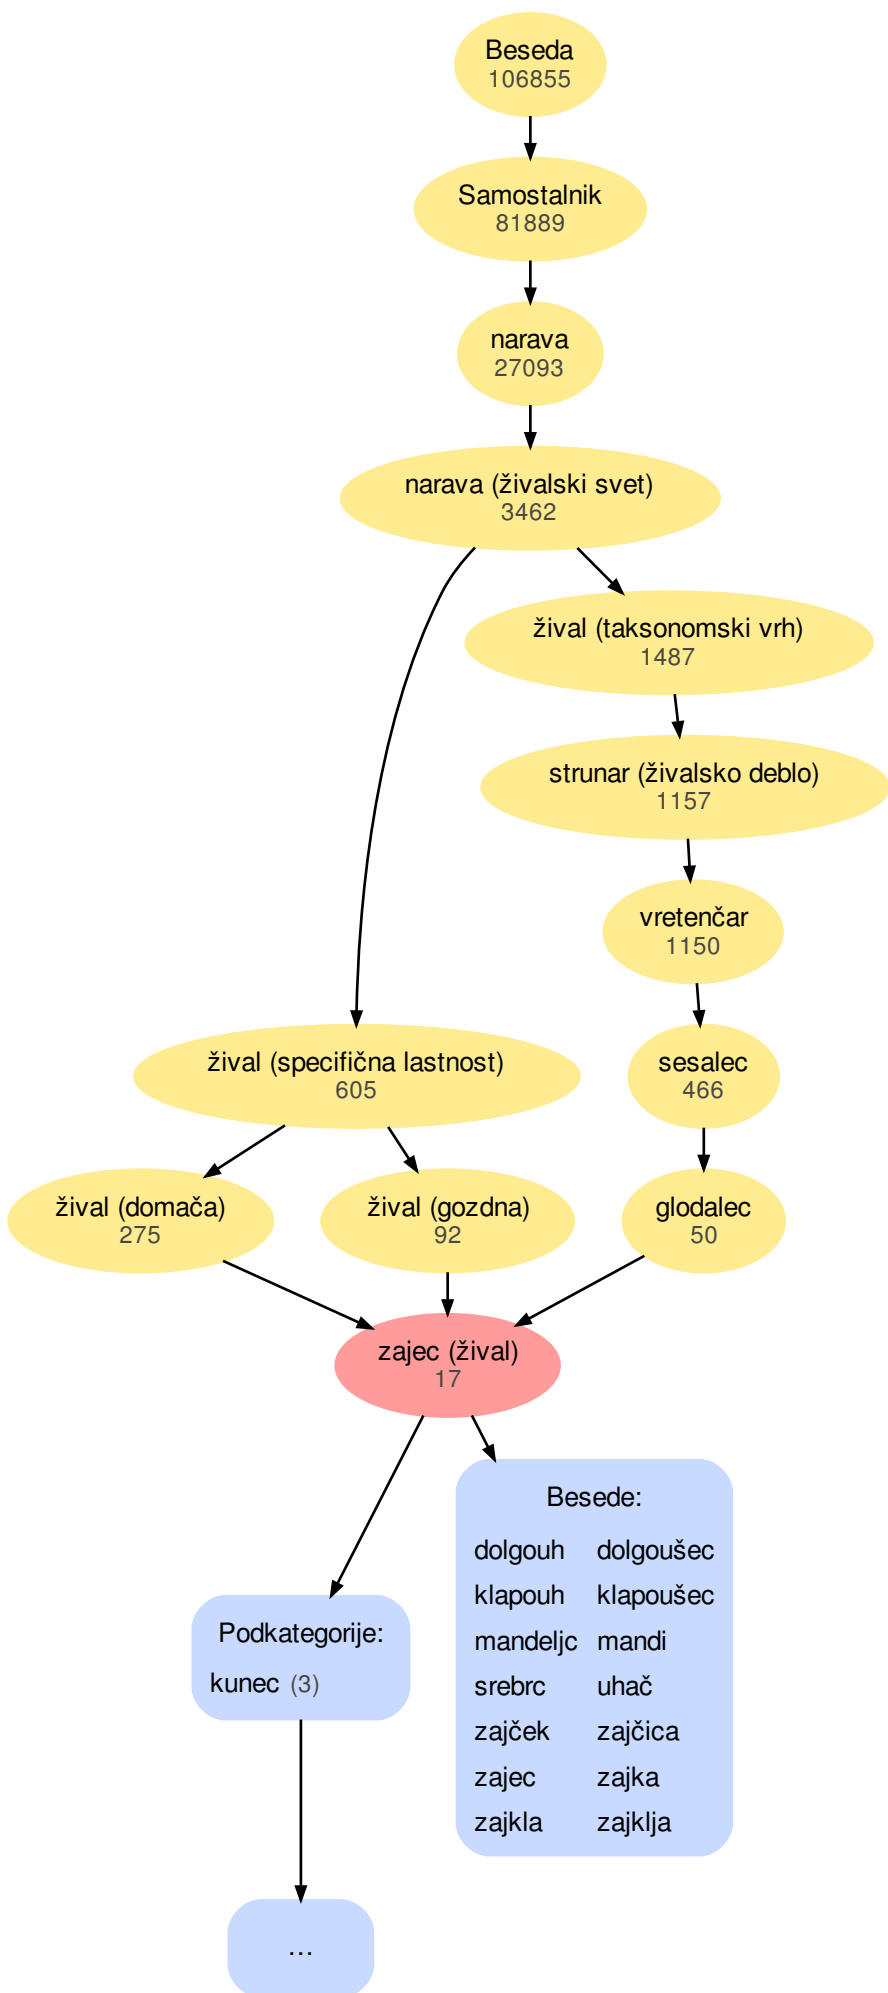 Beseda
106855
Samostalnik
81889
narava
27093
narava (živalski svet)
3462
žival (taksonomski vrh)
1487
strunar (živalsko deblo)
1157
vretenčar
1150
žival (specifična lastnost)
605
sesalec
466
žival (domača)
275
žival (gozdna)
92
glodalec
50
zajec (žival)
17
Besede:
dolgouh dolgoušec
klapouh klapoušec
mandeljc mandi
srebrc uhač
zajček zajčica
zajec zajka
zajkla zajklja
Podkategorije:
kunec (3)
...